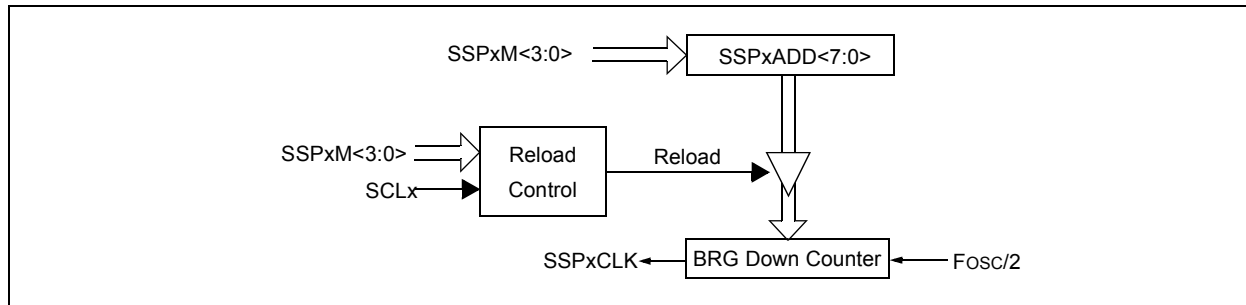 SSPxM<3:0>
SSPxADD<7:0>
SSPxM<3:0>
SCLx
Reload
Control
Reload
SSPxCLK
BRG Down Counter
FOSC/2